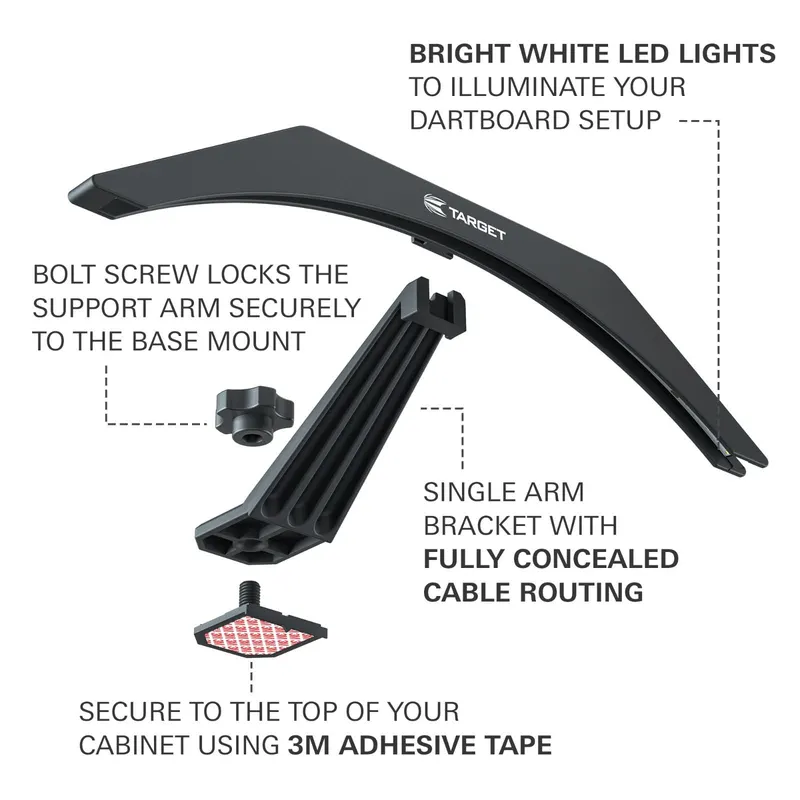 BRIGHT WHITE LED LIGHTS
TO ILLUMINATE YOUR
DARTBOARD SETUP
TARGET
BOLT SCREW LOCKS THE
SUPPORT ARM SECURELY
TO THE BASE MOUNT
SINGLE ARM
BRACKET WITH
FULLY CONCEALED
CABLE ROUTING
SECURE TO THE TOP OF YOUR
CABINET USING 3M ADHESIVE TAPE